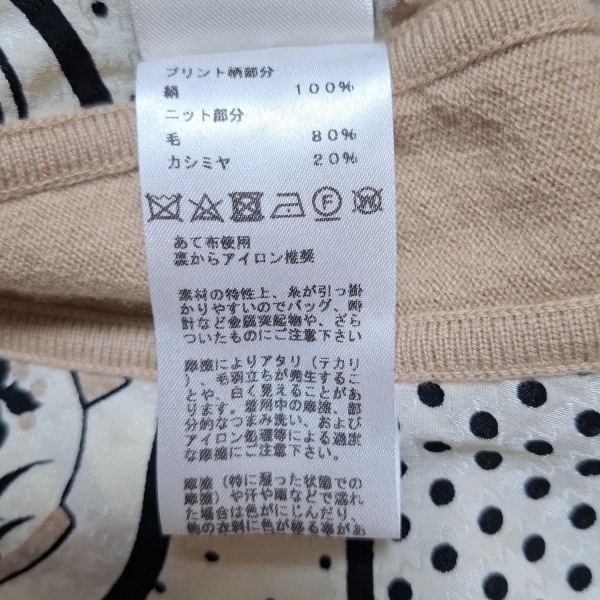 プリント柄部分
絹 100%
ニット部分
毛 80%
カシミヤ 20%
F W
あて布使用
裏からアイロン推奨
素材の特性上、糸が引っ掛
かりやすいのでバッグ、時
計など金属突起物や、ざら
ついたものにご注意下さい
摩擦によりアタリ(テカリ
)、毛羽立ちが発生するこ
とや、白く見えることがあ
ります。着用中の摩擦、部
分的なつまみ洗い、および
アイロン処理等による過度
な摩擦にご注意下さい。
摩擦(特に湿った状態での
摩擦)や汗や雨などで濡れ
た場合は色がにじんだり、
他の衣料に色が移る事があ